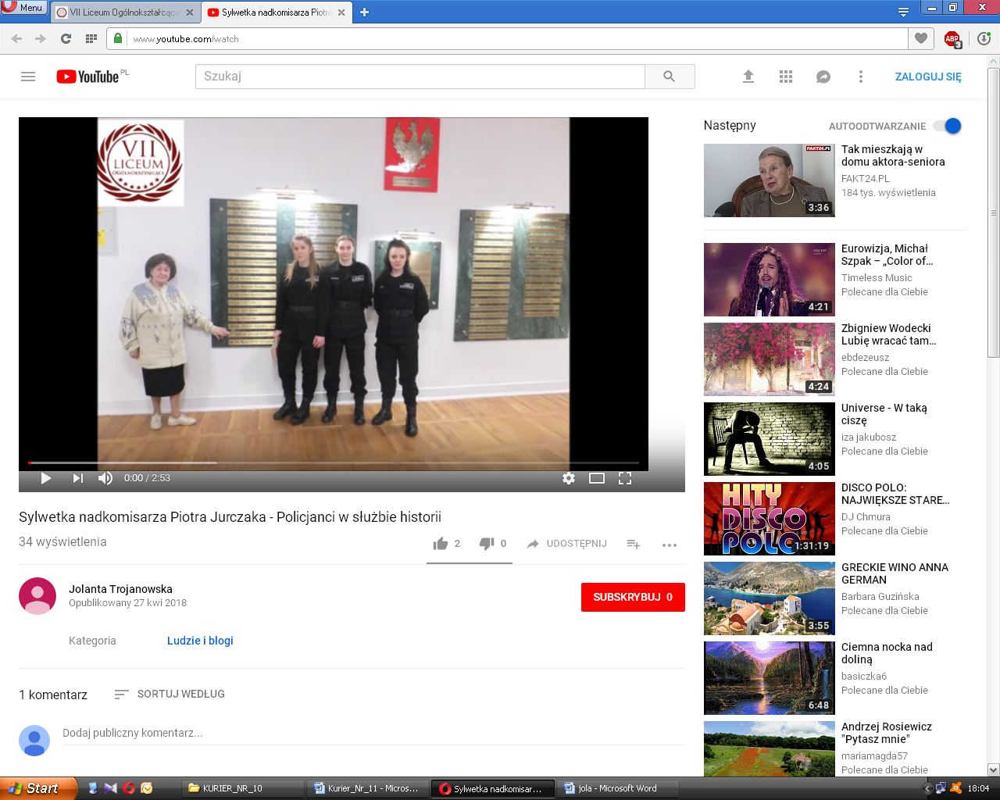 Menu
VII Liceum Ogólnokształcące
Sylwetka nadkomisarza Piotra
www.youtube.com/watch
ABP
3
YouTube PL
Szukaj
ZALOGUJ SIĘ
VII
LICEUM
OGÓLNOKSZTAŁCĄCE
0:00 / 2:53
Sylwetka nadkomisarza Piotra Jurczaka - Policjanci w służbie historii
34 wyświetlenia
2
0
UDOSTĘPNIJ
Jolanta Trojanowska
Opublikowany 27 kwi 2018
SUBSKRYBUJ 0
Kategoria
Ludzie i blogi
1 komentarz
SORTUJ WEDŁUG
Dodaj publiczny komentarz...
Następny
AUTOODTWARZANIE
FAKT24.PL
3:36
Tak mieszkają w
domu aktora-seniora
FAKT24.PL
184 tys. wyświetlenia
4:21
Eurowizja, Michał
Szpak – „Color of...
Timeless Music
Polecane dla Ciebie
4:24
Zbigniew Wodecki
Lubię wracać tam...
ebdezeusz
Polecane dla Ciebie
4:05
Universe - W taką
ciszę
iza jakubosz
Polecane dla Ciebie
HITY
DISCO
POLO
1:31:19
DISCO POLO:
NAJWIĘKSZE STARE...
DJ Chmura
Polecane dla Ciebie
3:55
GRECKIE WINO ANNA
GERMAN
Barbara Guzińska
Polecane dla Ciebie
6:48
Ciemna nocka nad
doliną
basiczka6
Polecane dla Ciebie
Andrzej Rosiewicz
"Pytasz mnie"
mariamagda57
Polecane dla Ciebie
Start
KURIER_NR_10
Kurier_Nr_11 - Micros...
Sylwetka nadkomisar...
jola - Microsoft Word
18:04